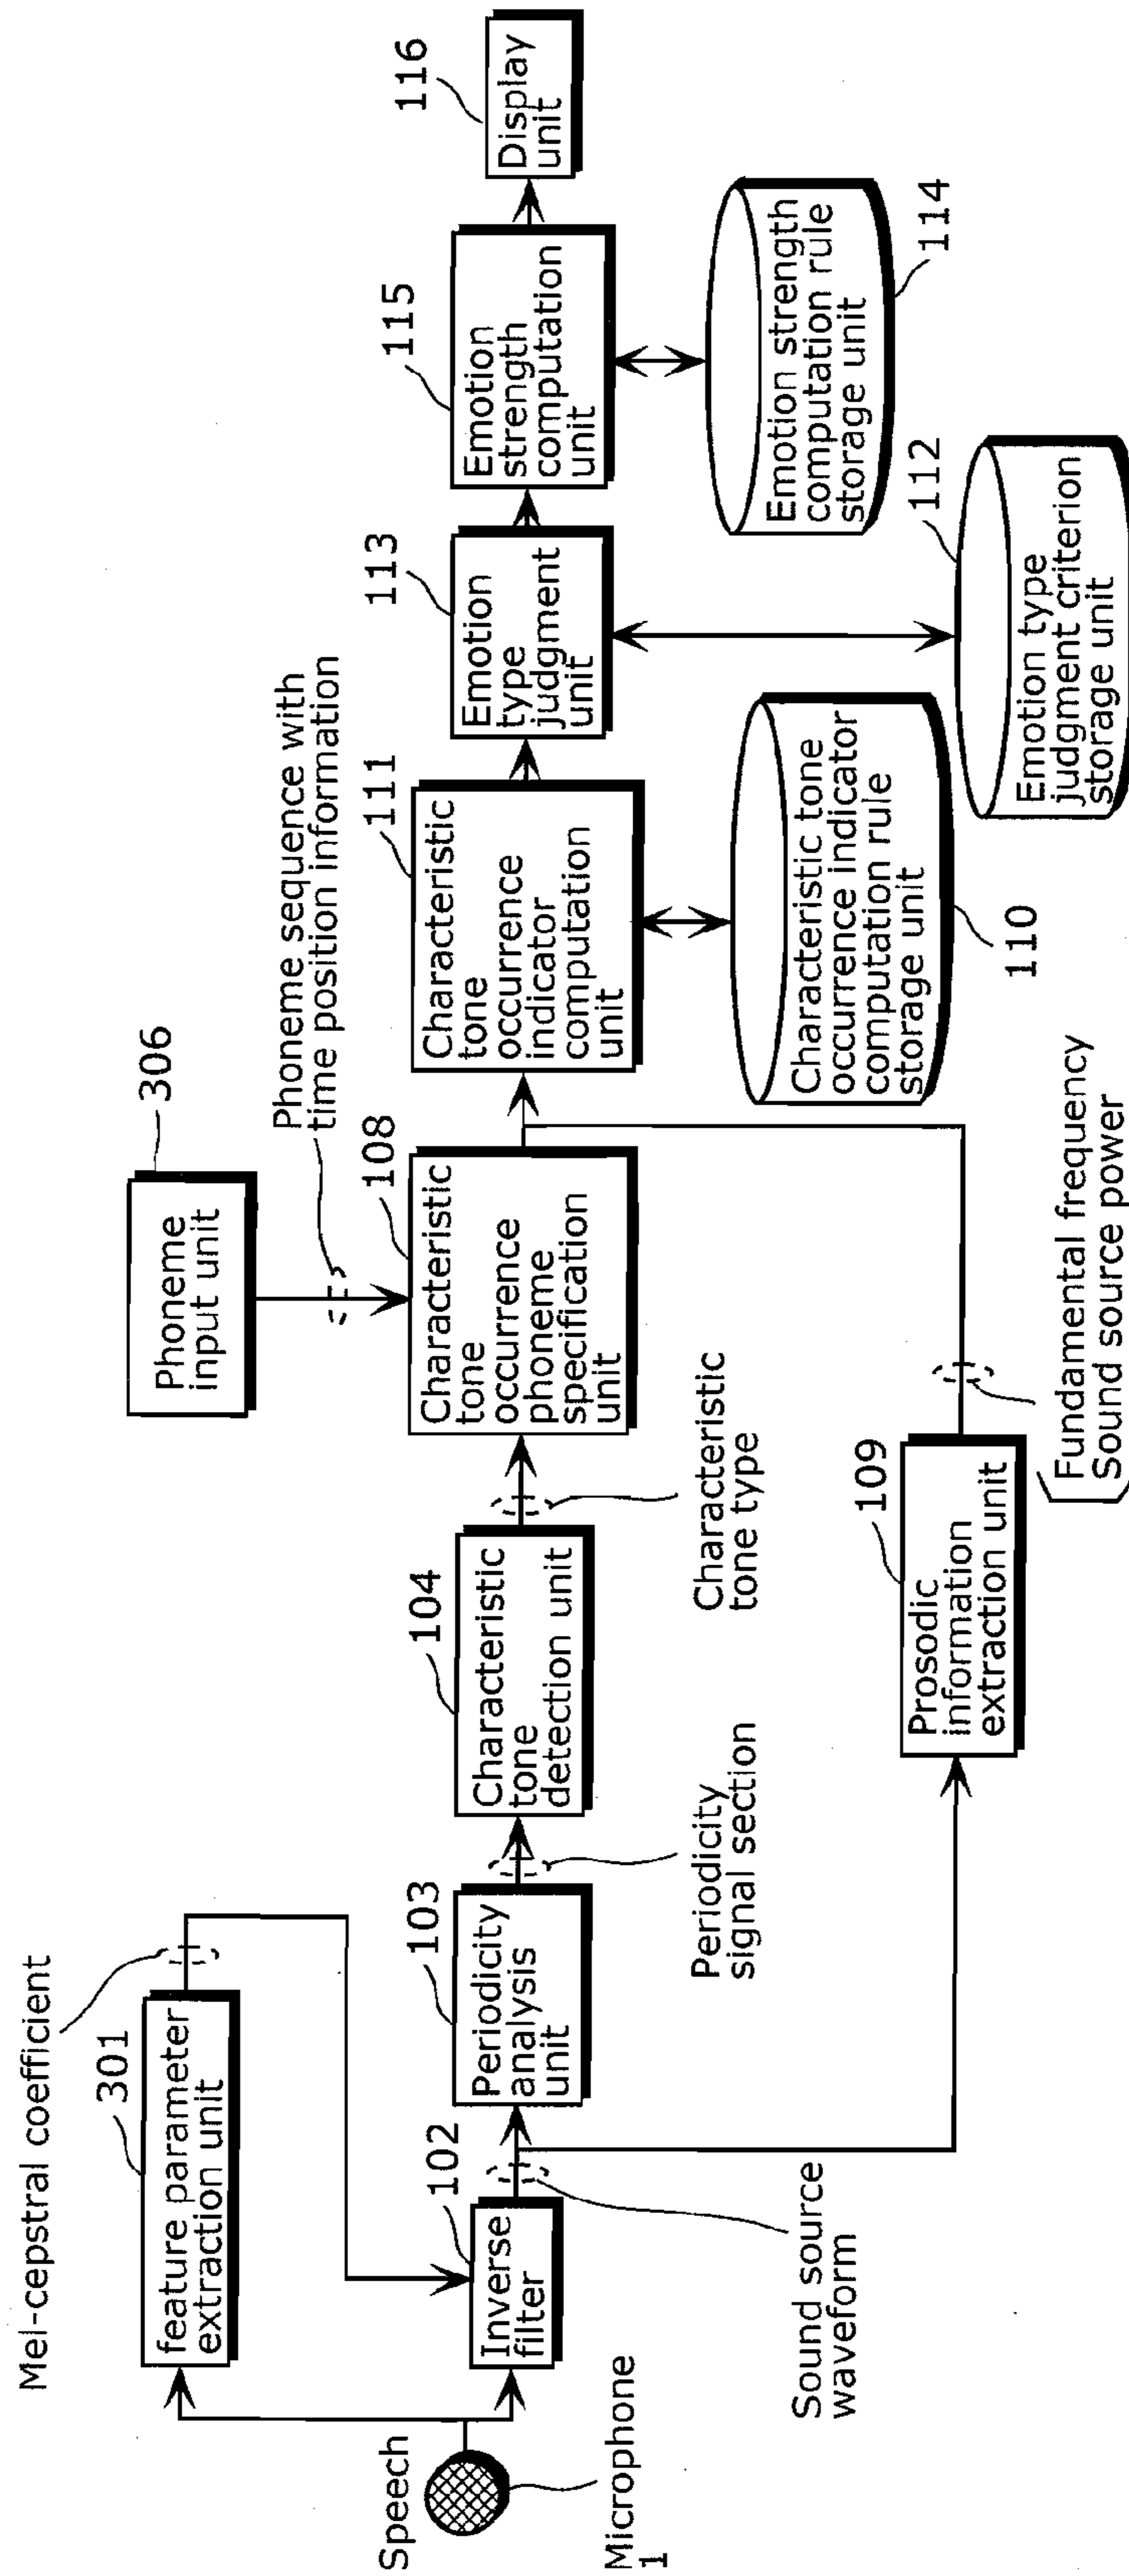 Mel-cepstral coefficient
301
feature parameter
extraction unit
Speech
Microphone
1
102
Inverse
filter
Sound source
waveform
103
Periodicity
analysis
unit
Periodicity
signal section
104
Characteristic
tone
detection unit
Characteristic
tone type
306
Phoneme
input unit
Phoneme sequence with
time position information
108
Characteristic
tone
occurrence
phoneme
specification
unit
109
Prosodic
information
extraction unit
Fundamental frequency
Sound source power
111
Characteristic
tone
occurrence
indicator
computation
unit
Characteristic tone
occurrence indicator
computation rule
storage unit
110
113
Emotion
type
judgment
unit
112
Emotion type
judgment criterion
storage unit
115
Emotion
strength
computation
unit
Emotion strength
computation rule
storage unit
114
116
Display
unit